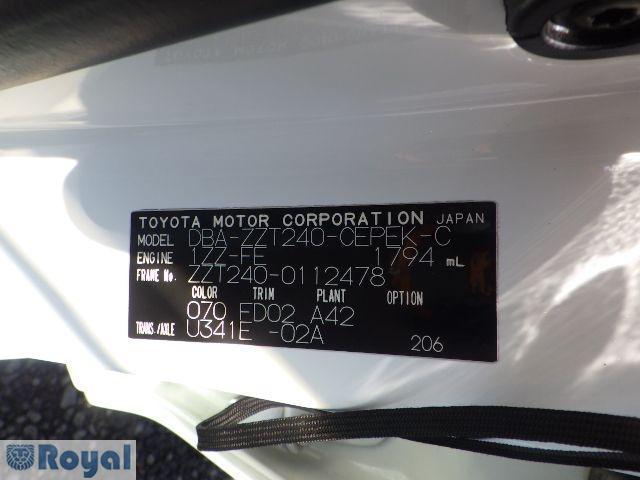 TOYOTA MOTOR CORPORATION JAPAN
MODEL DBA-ZZT240-CEPEK-C
ENGINE 1ZZ-FE 1794 mL
FRAME No. ZZT240-0112478
COLOR TRIM PLANT OPTION
070 ED02 A42
TRANS./AXLE U341E -02A
206
Royal